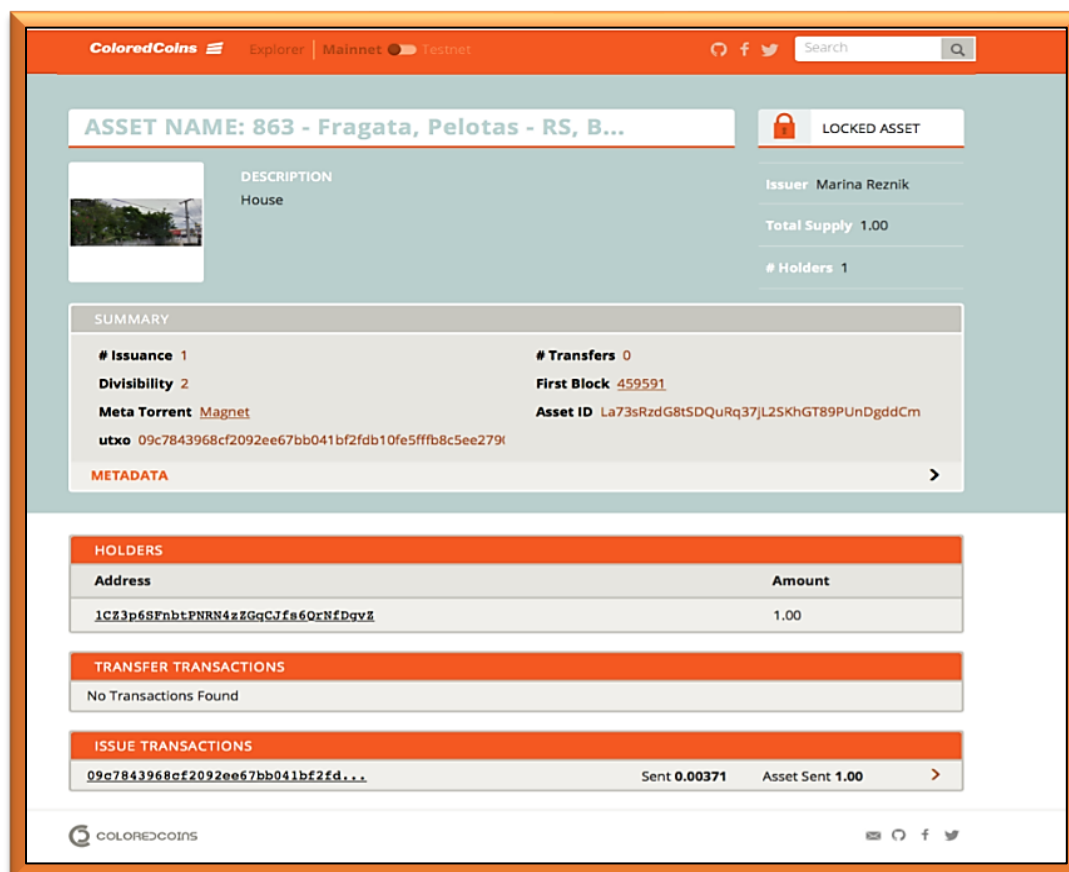 ColoredCoins Explorer Mainnet Testnet Search
ASSET NAME: 863 - Fragata, Pelotas - RS, B...
LOCKED ASSET
DESCRIPTION
House
Issuer Marina Reznik
Total Supply 1.00
# Holders 1
SUMMARY
# Issuance 1 # Transfers 0
Divisibility 2 First Block 459591
Meta Torrent Magnet Asset ID La73sRzdG8tSDQuRq37jL2SKhGT89PUnDgddCm
utxo 09c7843968cf2092ee67bb041bf2fdb10fe5fffb8c5ee279
METADATA
HOLDERS
Address Amount
1CZ3p6SFnbtPNRN4zZGqCJfs6QrNfDgvZ 1.00
TRANSFER TRANSACTIONS
No Transactions Found
ISSUE TRANSACTIONS
09c7843968cf2092ee67bb041bf2fd... Sent 0.00371 Asset Sent 1.00
COLOREDCOINS